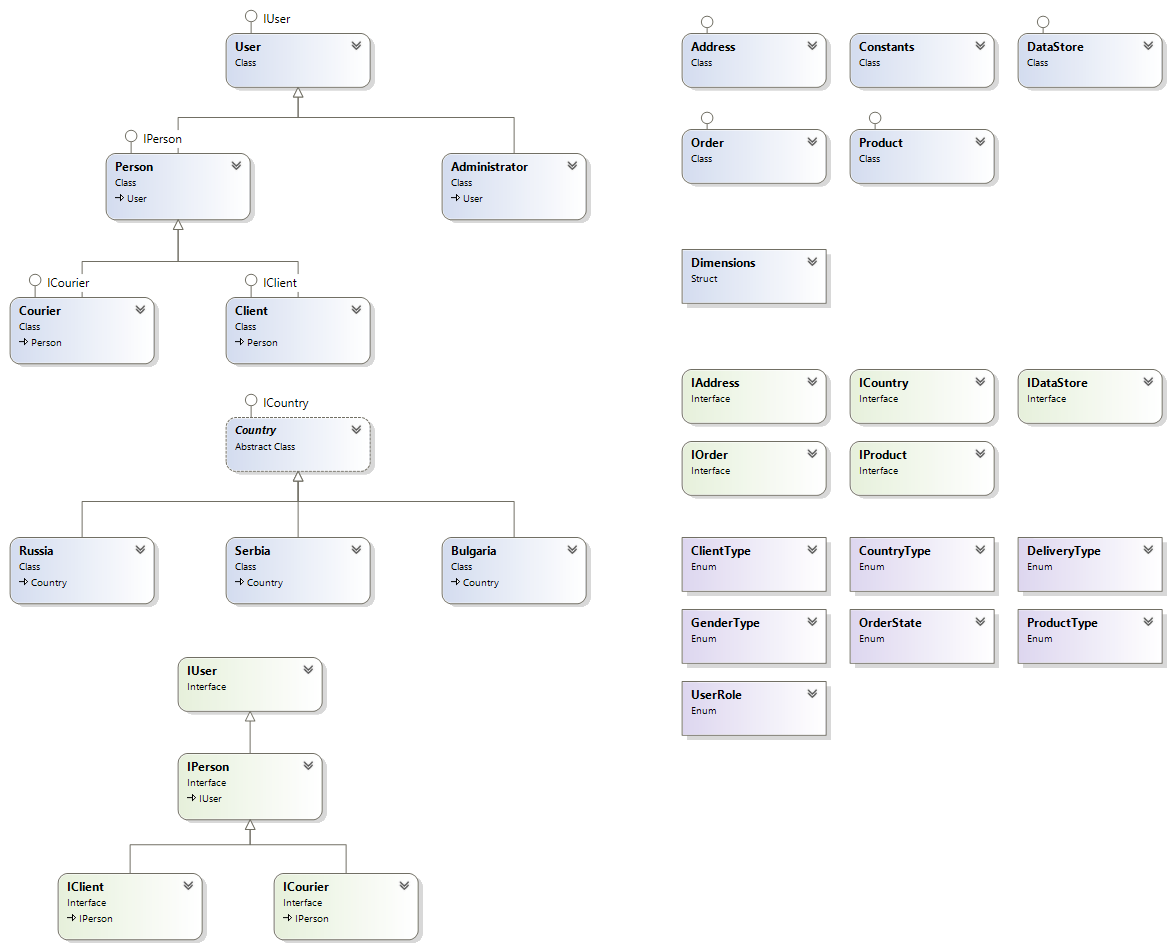 IUser
User
Class
IPerson
Person
Class
User
Administrator
Class
User
ICourier
Courier
Class
Person
IClient
Client
Class
Person
ICountry
Country
Abstract Class
Russia
Class
Country
Serbia
Class
Country
Bulgaria
Class
Country
IUser
Interface
IPerson
Interface
IUser
IClient
Interface
IPerson
ICourier
Interface
IPerson
Address
Class
Constants
Class
DataStore
Class
Order
Class
Product
Class
Dimensions
Struct
IAddress
Interface
ICountry
Interface
IDataStore
Interface
IOrder
Interface
IProduct
Interface
ClientType
Enum
CountryType
Enum
DeliveryType
Enum
GenderType
Enum
OrderState
Enum
ProductType
Enum
UserRole
Enum